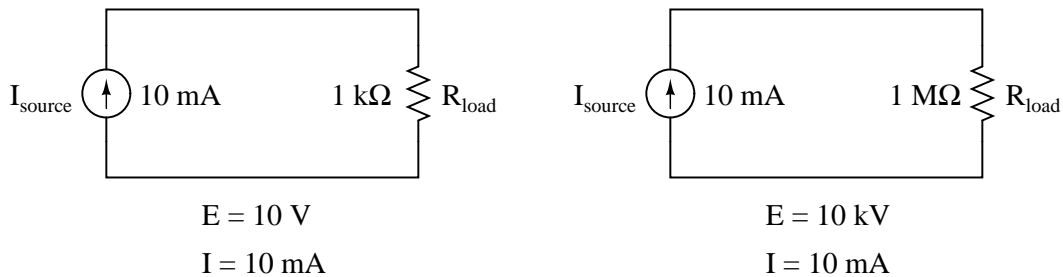 I_source 10 mA 1 kΩ R_load
E = 10 V
I = 10 mA
I_source 10 mA 1 MΩ R_load
E = 10 kV
I = 10 mA